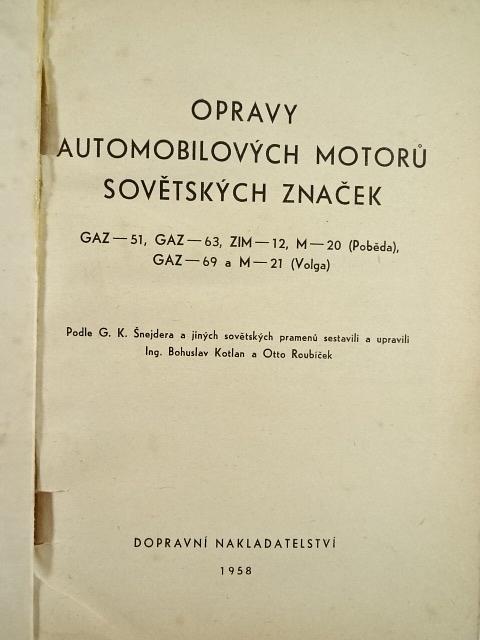 OPRAVY
AUTOMOBILOVÝCH MOTORŮ
SOVĚTSKÝCH ZNAČEK
GAZ — 51, GAZ — 63, ZIM — 12, M — 20 (Poběda),
GAZ — 69 a M — 21 (Volga)
Podle G. K. Šnejdera a jiných sovětských pramenů sestavili a upravili
Ing. Bohuslav Kotlan a Otto Roubíček
DOPRAVNÍ NAKLADATELSTVÍ
1958